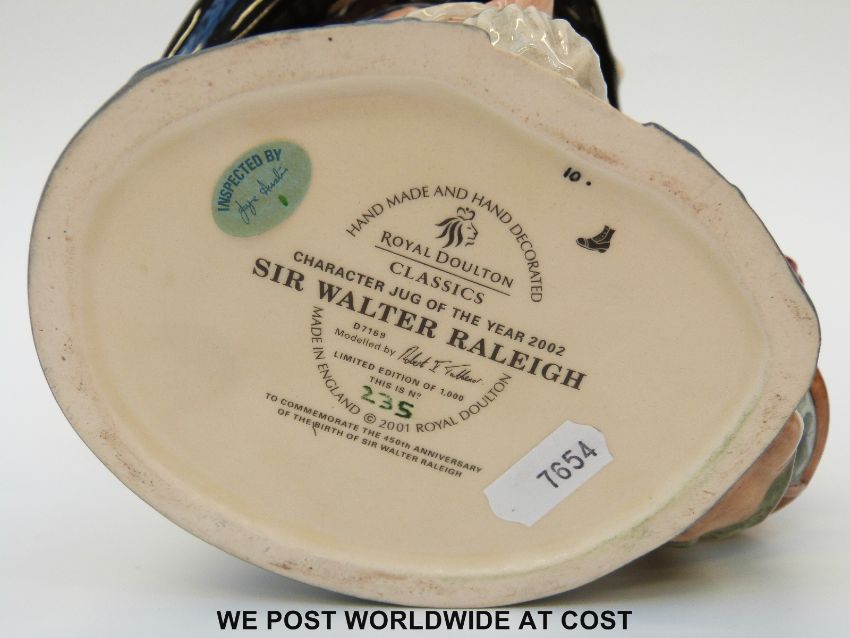 INSPECTED BY
10.
HAND MADE AND HAND DECORATED
ROYAL DOULTON
CLASSICS
CHARACTER JUG OF THE YEAR 2002
SIR WALTER RALEIGH
D7169
Modelled by
LIMITED EDITION OF 1,000
THIS IS Nº
235
MADE IN ENGLAND © 2001 ROYAL DOULTON
TO COMMEMORATE THE 450th ANNIVERSARY
OF THE BIRTH OF SIR WALTER RALEIGH
7654
WE POST WORLDWIDE AT COST